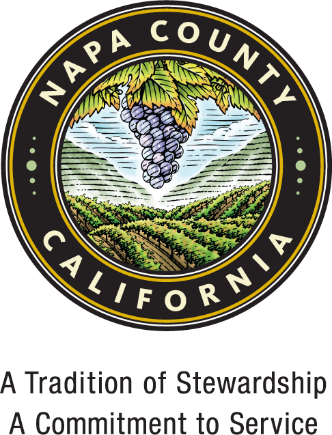 NAPA COUNTY
CALIFORNIA
A Tradition of Stewardship
A Commitment to Service